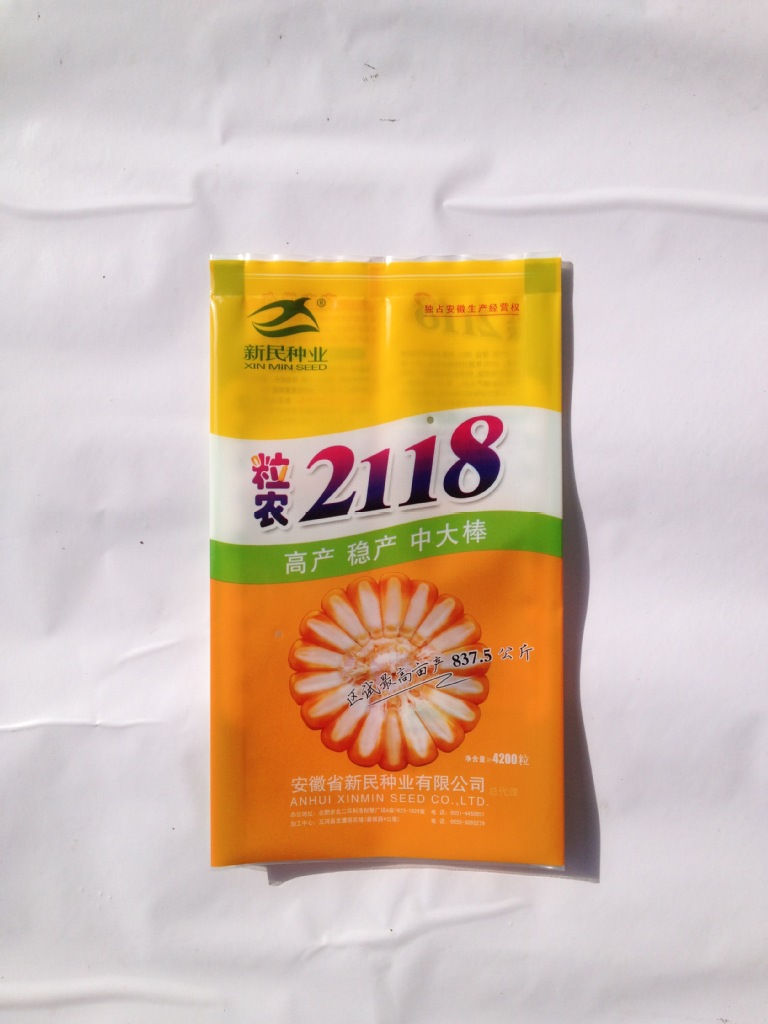 独占安徽生产经营权
新民种业®
XIN MIN SEED
粒农 2118
高产 稳产 中大棒
区试最高亩产 837.5 公斤
净含量:4200粒
安徽省新民种业有限公司
ANHUI XINMIN SEED CO.,LTD.